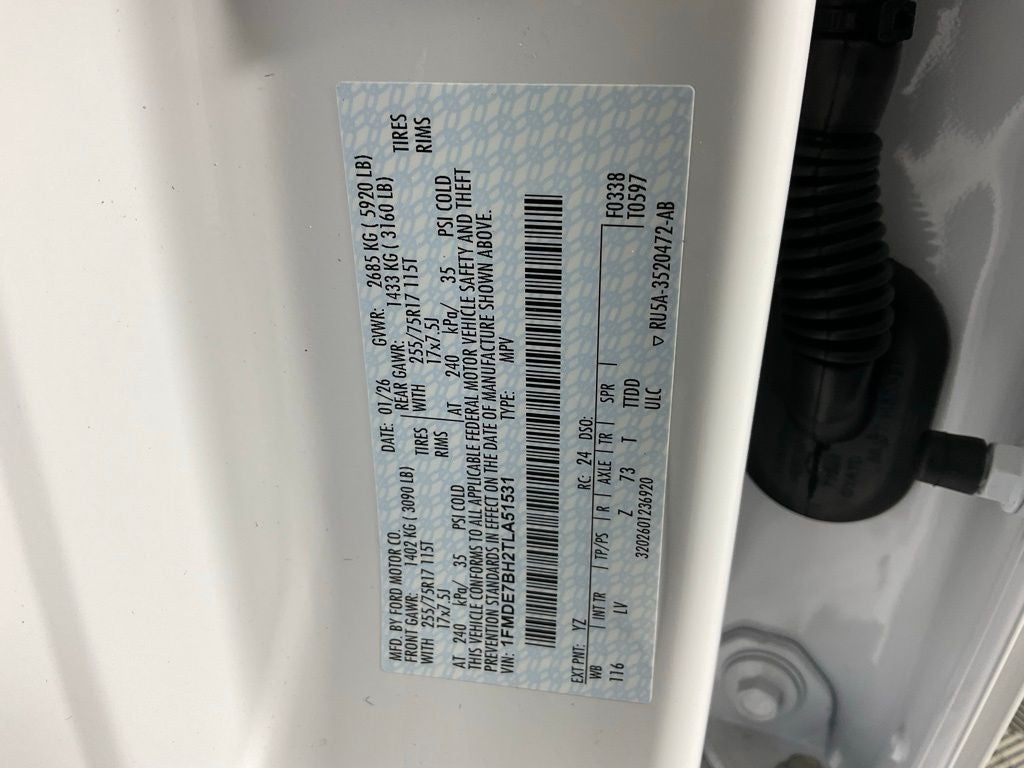 MFD. BY FORD MOTOR CO. DATE: 01/26 GVWR: 2685 KG ( 5920 LB)
FRONT GAWR: 1402 KG ( 3090 LB) REAR GAWR: 1433 KG ( 3160 LB)
WITH 255/75R17 115T TIRES WITH 255/75R17 115T TIRES
17x7.5J RIMS 17x7.5J RIMS
AT 240 kPa/ 35 PSI COLD AT 240 kPa/ 35 PSI COLD
THIS VEHICLE CONFORMS TO ALL APPLICABLE FEDERAL MOTOR VEHICLE SAFETY AND THEFT
PREVENTION STANDARDS IN EFFECT ON THE DATE OF MANUFACTURE SHOWN ABOVE.
VIN: 1FMDE7BH2TLA51531 TYPE: MPV
EXT PNT: YZ RC: 24 DSO: F0338
WB | INT TR | TP/PS | R | AXLE | TR | SPR | T0597
116 LV Z 73 T TIDD
3202601236920 ULC ▽ RU5A-3520472-AB